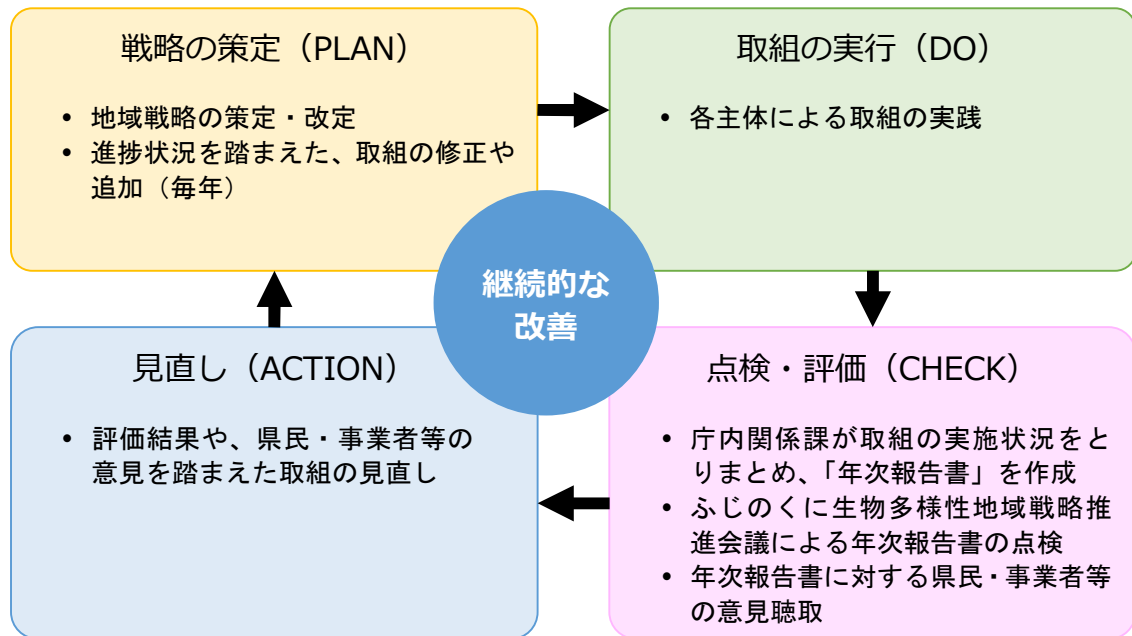 戦略の策定（PLAN）
• 地域戦略の策定・改定
• 進捗状況を踏まえた、取組の修正や
追加（毎年）
取組の実行（DO）
• 各主体による取組の実践
継続的な
改善
見直し（ACTION）
• 評価結果や、県民・事業者等の
意見を踏まえた取組の見直し
点検・評価（CHECK）
• 庁内関係課が取組の実施状況をと
りまとめ、「年次報告書」を作成
• ふじのくに生物多様性地域戦略推
進会議による年次報告書の点検
• 年次報告書に対する県民・事業者等
の意見聴取